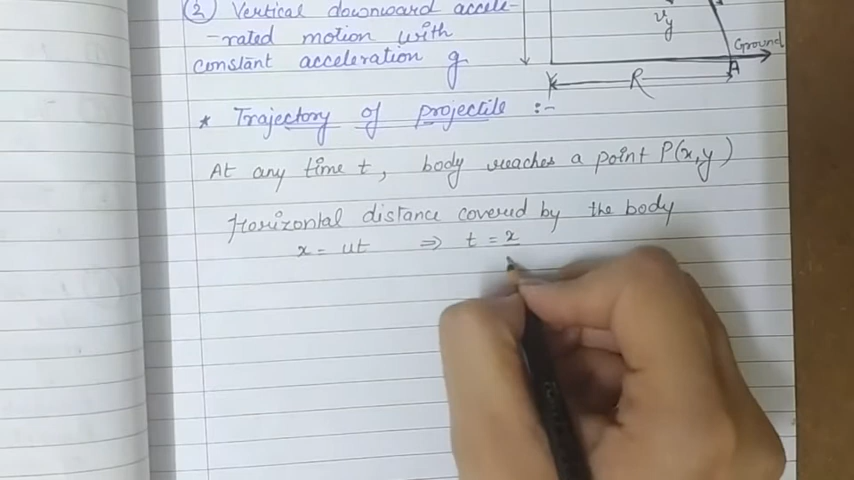 (2) Vertical downward accele-
-rated motion with
constant acceleration g
vy
Ground
A
R
* Trajectory of projectile :-
At any time t, body reaches a point P(x,y)
Horizontal distance covered by the body
x = ut ⇒ t = x